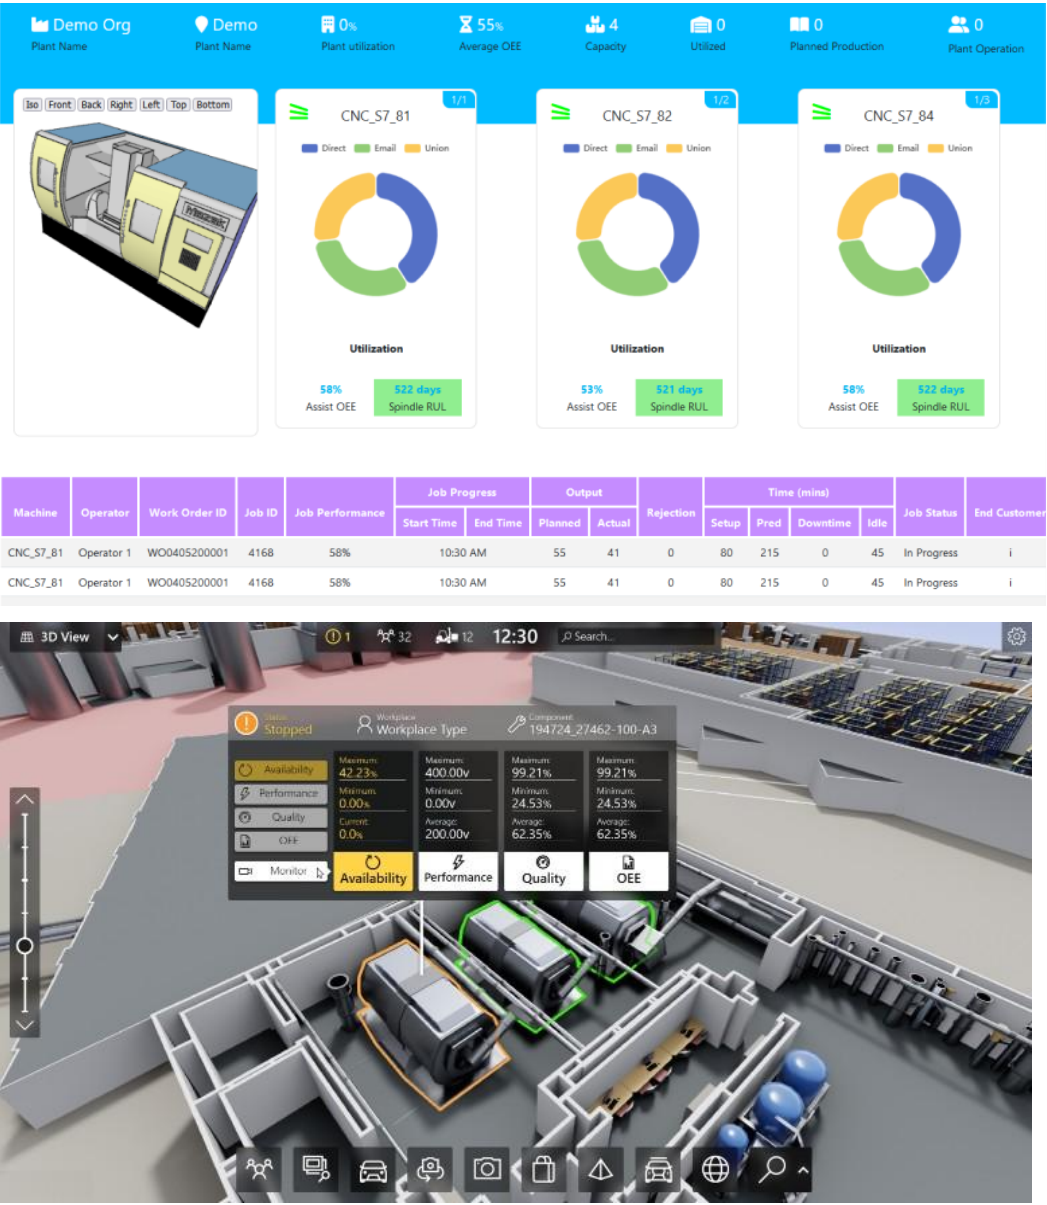 Demo Org
Plant Name
Demo
Plant Name
0%
Plant utilization
55%
Average OEE
4
Capacity
0
Utilized
0
Planned Production
0
Plant Operation
Iso Front Back Right Left Top Bottom
1/1
CNC_S7_81
Direct Email Union
Utilization
58%
Assist OEE
522 days
Spindle RUL
1/2
CNC_S7_82
Direct Email Union
Utilization
53%
Assist OEE
521 days
Spindle RUL
1/3
CNC_S7_84
Direct Email Union
Utilization
58%
Assist OEE
522 days
Spindle RUL
Machine Operator Work Order ID Job ID Job Performance Job Progress Output Rejection Time (mins) Job Status End Customer
Start Time End Time Planned Actual Setup Pred Downtime Idle
CNC_S7_81 Operator 1 WO0405200001 4168 58% 10:30 AM 55 41 0 80 215 0 45 In Progress i
CNC_S7_81 Operator 1 WO0405200001 4168 58% 10:30 AM 55 41 0 80 215 0 45 In Progress i
3D View
1
32
12
12:30
Search...
Status
Stopped
Workplace
Workplace Type
Component
194724_27462-100-A3
Availability
Performance
Quality
OEE
Monitor
Maximum:
42.23%
Minimum:
0.00%
Current:
0.0%
Availability
Maximum:
400.00v
Minimum:
0.00v
Average:
200.00v
Performance
Maximum:
99.21%
Minimum:
24.53%
Average:
62.35%
Quality
Maximum:
99.21%
Minimum:
24.53%
Average:
62.35%
OEE